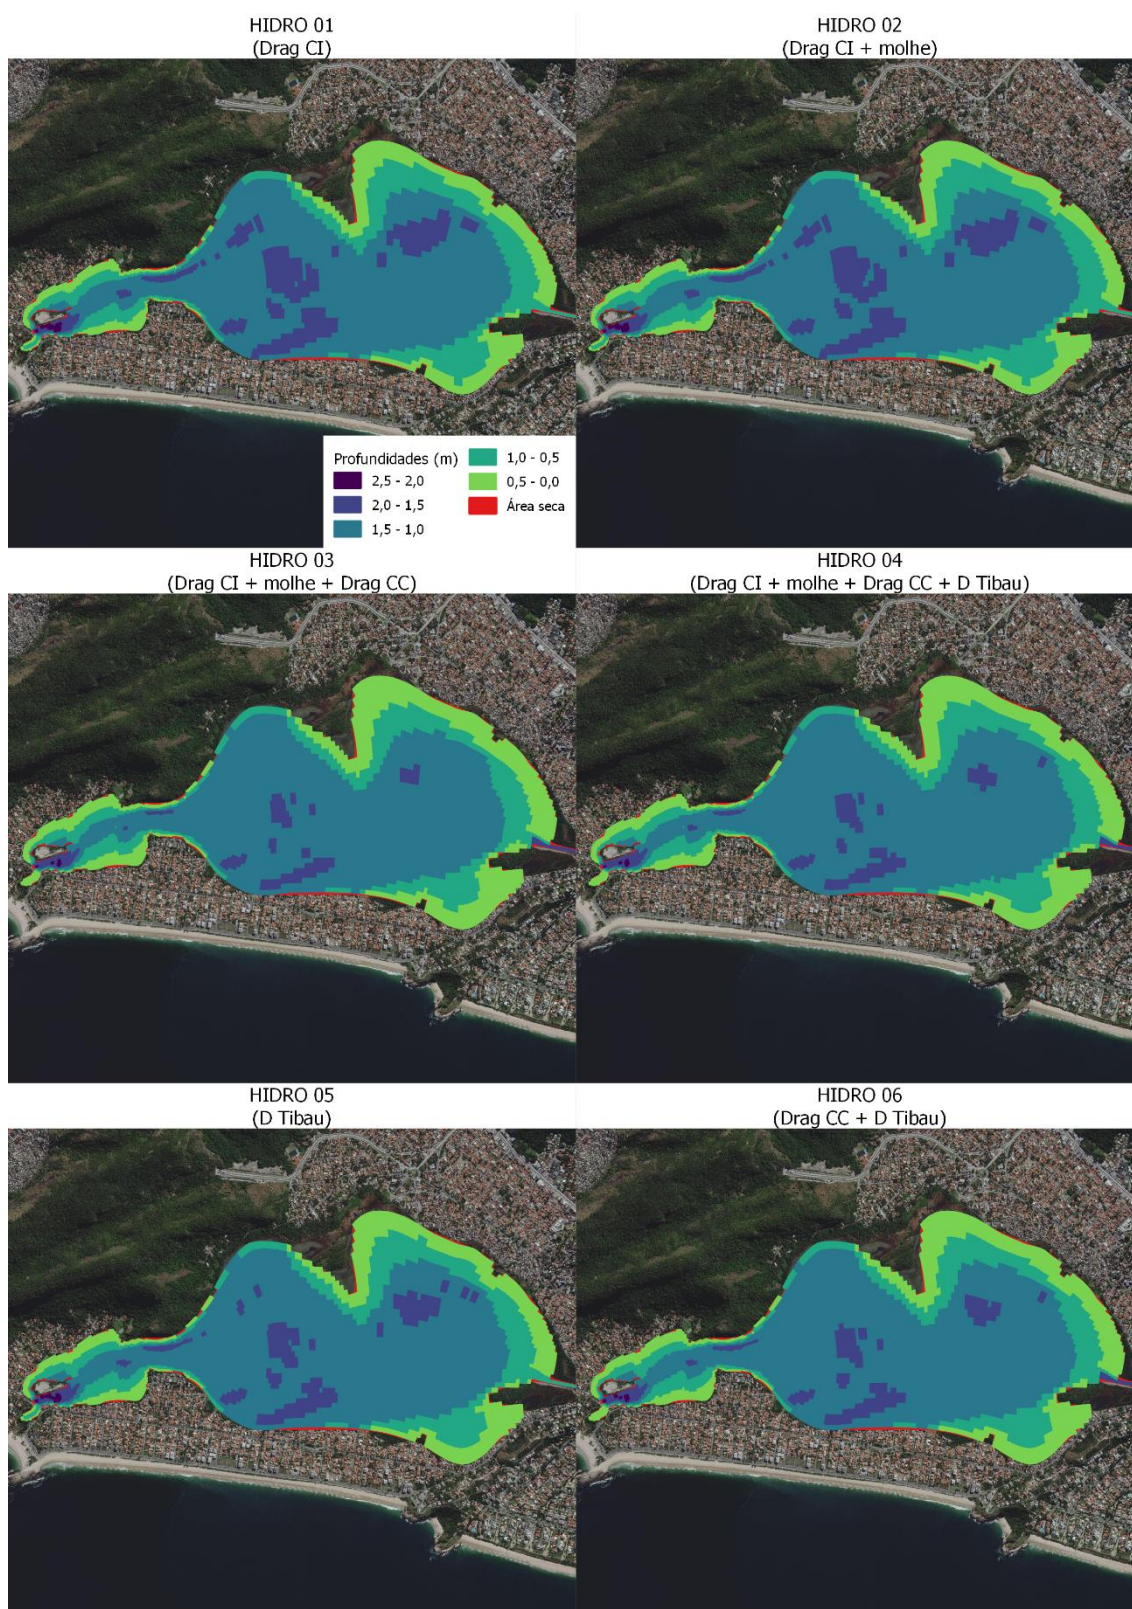 HIDRO 01
(Drag CI)
HIDRO 02
(Drag CI + molhe)
Profundidades (m)
2,5 - 2,0
2,0 - 1,5
1,5 - 1,0
1,0 - 0,5
0,5 - 0,0
Área seca
HIDRO 03
(Drag CI + molhe + Drag CC)
HIDRO 04
(Drag CI + molhe + Drag CC + D Tibau)
HIDRO 05
(D Tibau)
HIDRO 06
(Drag CC + D Tibau)